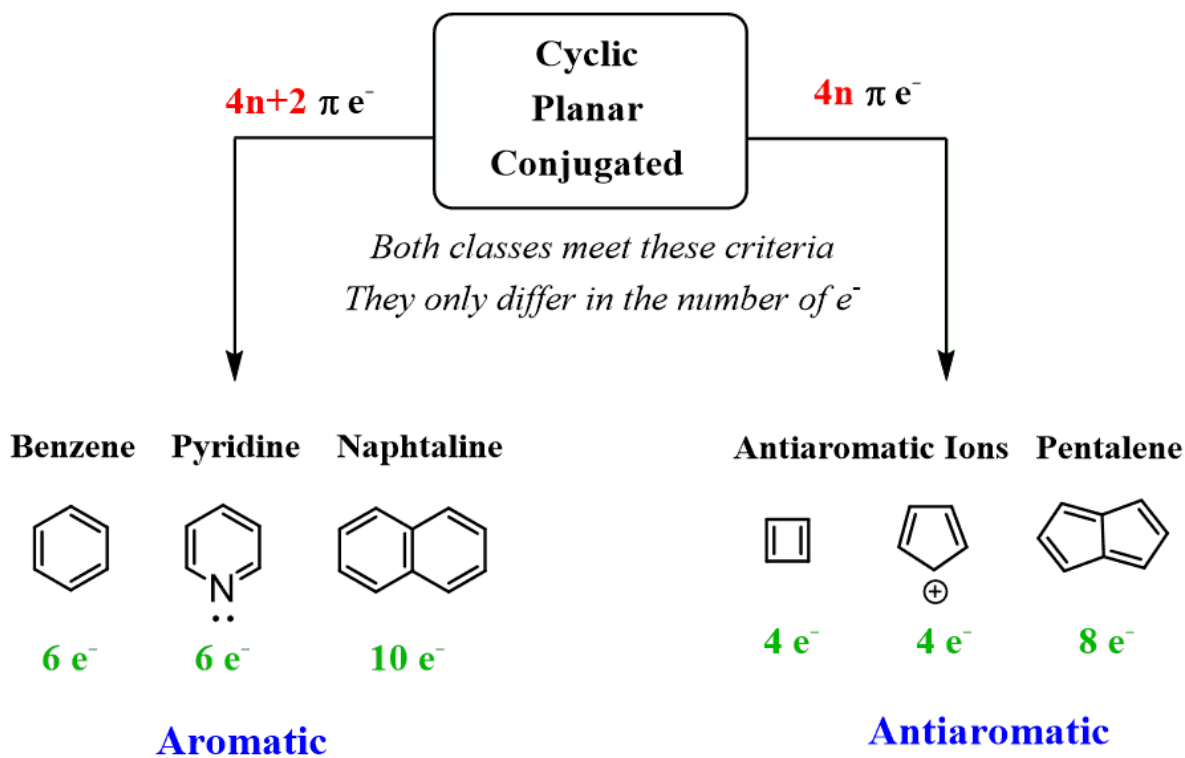 Cyclic
Planar
Conjugated
4n+2 π e⁻
4n π e⁻
Both classes meet these criteria
They only differ in the number of e⁻
Benzene Pyridine Naphtaline
Antiaromatic Ions Pentalene
N
⊕
6 e⁻ 6 e⁻ 10 e⁻
4 e⁻ 4 e⁻ 8 e⁻
Aromatic
Antiaromatic